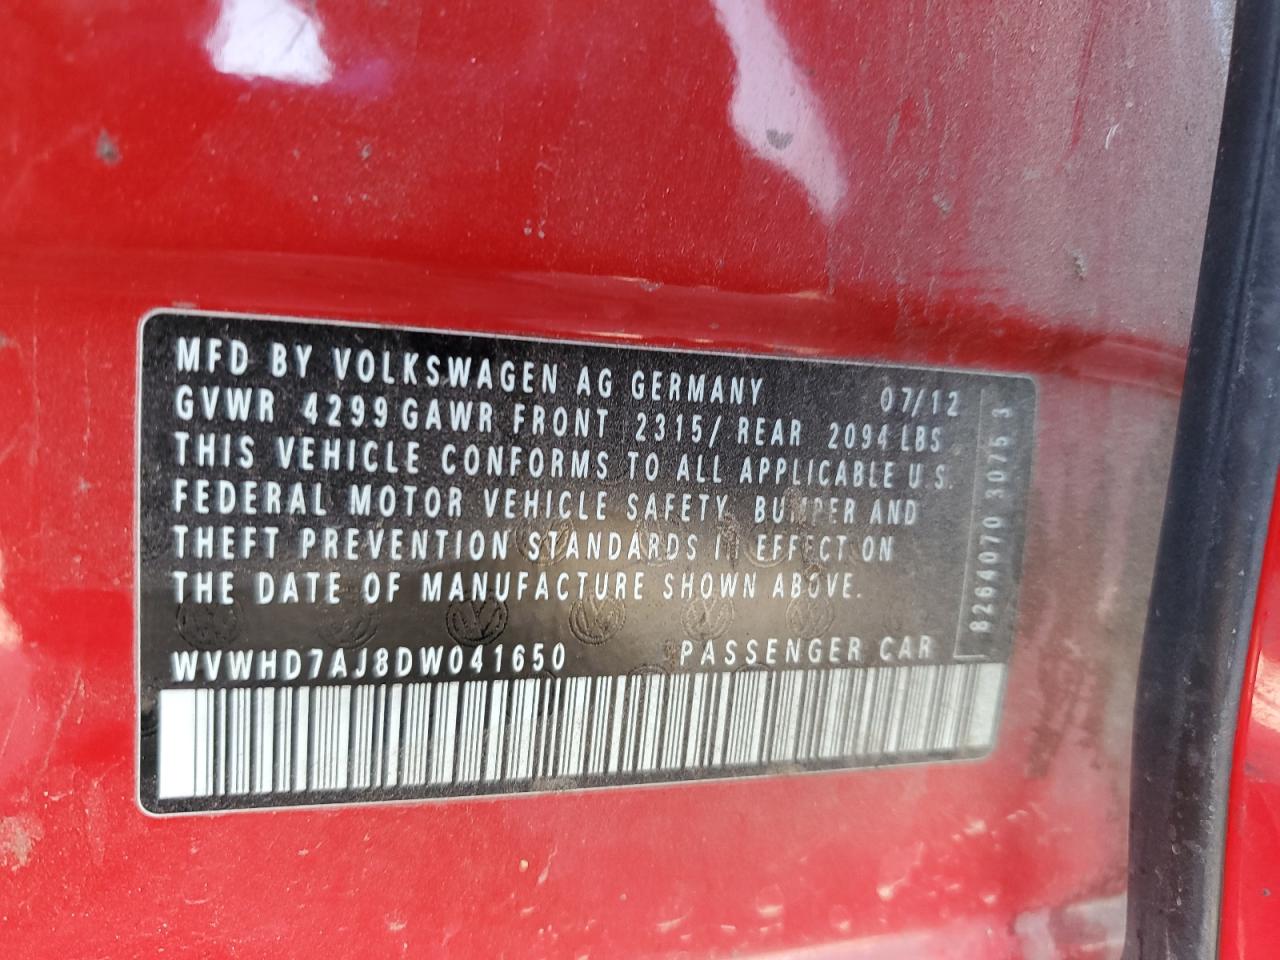 MFD BY VOLKSWAGEN AG GERMANY 07/12
GVWR 4299 GAWR FRONT 2315/ REAR 2094 LBS
THIS VEHICLE CONFORMS TO ALL APPLICABLE U.S.
FEDERAL MOTOR VEHICLE SAFETY, BUMPER AND
THEFT PREVENTION STANDARDS IN EFFECT ON
THE DATE OF MANUFACTURE SHOWN ABOVE.
WVWHD7AJ8DW041650 PASSENGER CAR
8264070 3075 3